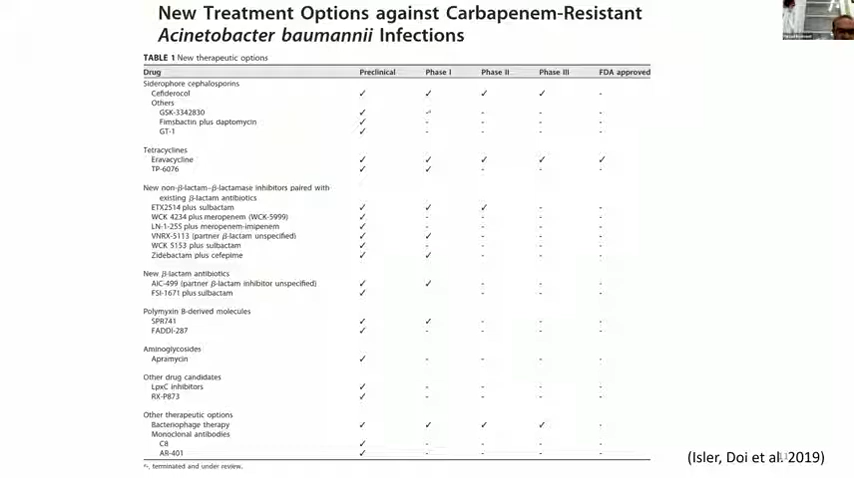 New Treatment Options against Carbapenem-Resistant
Acinetobacter baumannii Infections
TABLE 1 New therapeutic options
Drug Preclinical Phase I Phase II Phase III FDA approved
Siderophore cephalosporins
Cefiderocol ✓ ✓ ✓ ✓ -
Others
GSK-3342830 ✓ -ᵃ - - -
Fimsbactin plus daptomycin ✓ - - - -
GT-1 ✓ - - - -
Tetracyclines
Eravacycline ✓ ✓ ✓ ✓ ✓
TP-6076 ✓ ✓ - - -
New non-β-lactam–β-lactamase inhibitors paired with
existing β-lactam antibiotics
ETX2514 plus sulbactam ✓ ✓ ✓ - -
WCK 4234 plus meropenem (WCK-5999) ✓ - - - -
LN-1-255 plus meropenem-imipenem ✓ - - - -
VNRX-5113 (partner β-lactam unspecified) ✓ ✓ - - -
WCK 5153 plus sulbactam ✓ - - - -
Zidebactam plus cefepime ✓ ✓ - - -
New β-lactam antibiotics
AIC-499 (partner β-lactam inhibitor unspecified) ✓ ✓ - - -
FSI-1671 plus sulbactam ✓ - - -
Polymyxin B-derived molecules
SPR741 ✓ ✓ - - -
FADDI-287 ✓ - - - -
Aminoglycosides
Apramycin ✓ - - - -
Other drug candidates
LpxC inhibitors ✓ - - - -
RX-P873 ✓ - - - -
Other therapeutic options
Bacteriophage therapy ✓ ✓ ✓ ✓ -
Monoclonal antibodies
C8 ✓ - - - -
AR-401 ✓ - - - -
ᵃ-, terminated and under review.
(Isler, Doi et al. 2019)